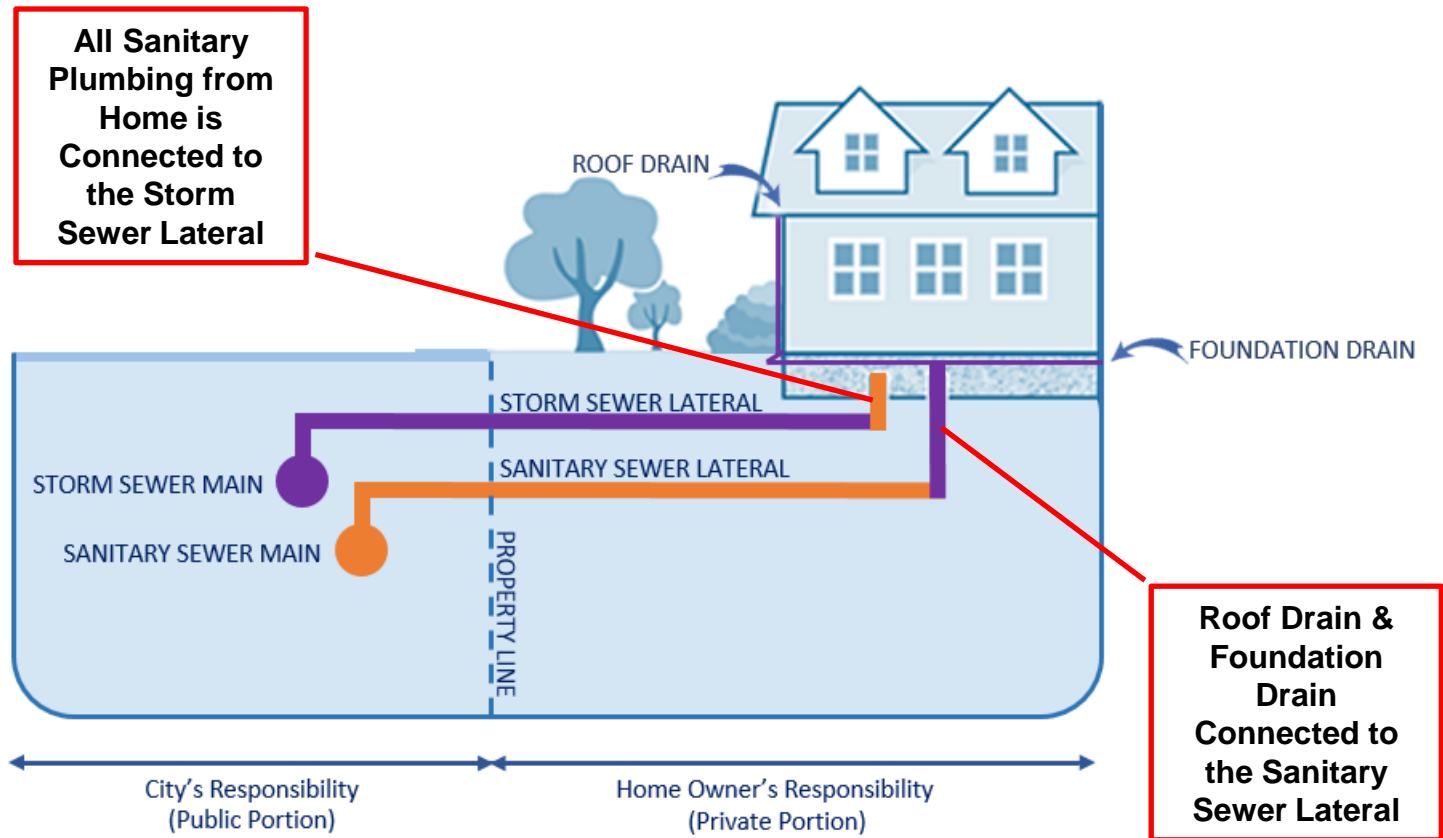 All Sanitary
Plumbing from
Home is
Connected to
the Storm
Sewer Lateral
ROOF DRAIN
FOUNDATION DRAIN
STORM SEWER LATERAL
SANITARY SEWER LATERAL
STORM SEWER MAIN
SANITARY SEWER MAIN
PROPERTY LINE
Roof Drain &
Foundation
Drain
Connected to
the Sanitary
Sewer Lateral
City's Responsibility
(Public Portion)
Home Owner's Responsibility
(Private Portion)